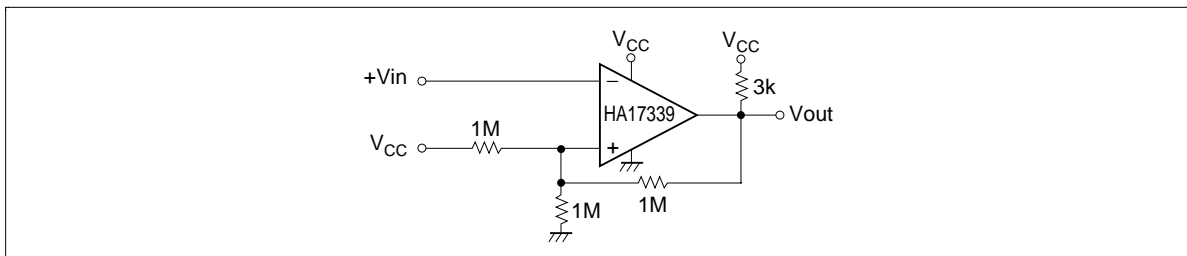 VCC
VCC
3k
+Vin
−
HA17339
Vout
1M
VCC
+
1M
1M